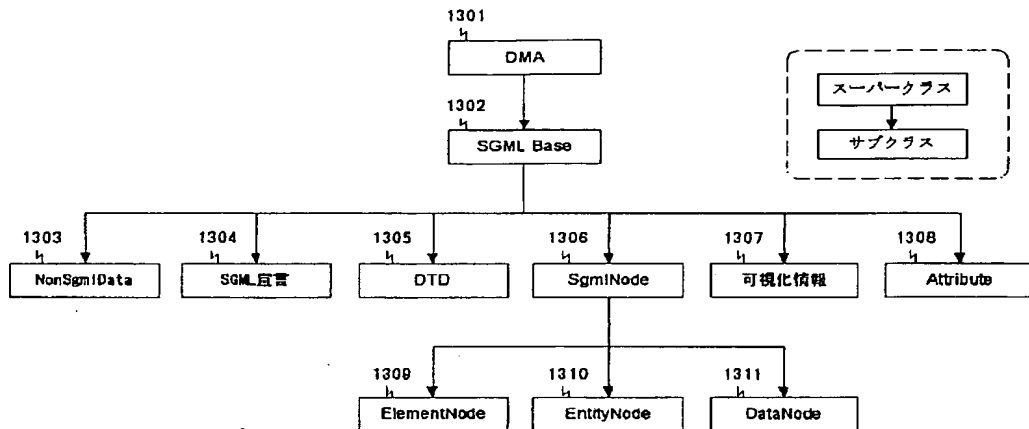 1301
DMA
スーパークラス
サブクラス
1302
SGML Base
1303
1304
1305
1306
1307
1308
NonSgmlData
SGML宣言
DTD
SgmlNode
可視化情報
Attribute
1309
1310
1311
ElementNode
EntityNode
DataNode